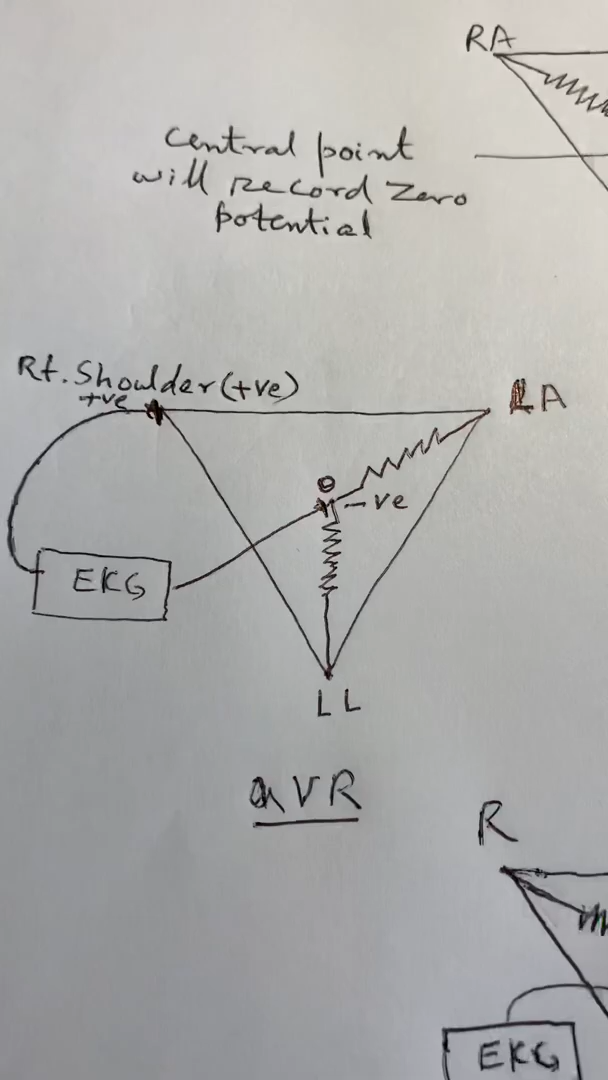 RA
Central point
will Record Zero
potential
Rt. Shoulder (+ve)
+ve
LA
0
-ve
EKG
LL
aVR
R
EKG